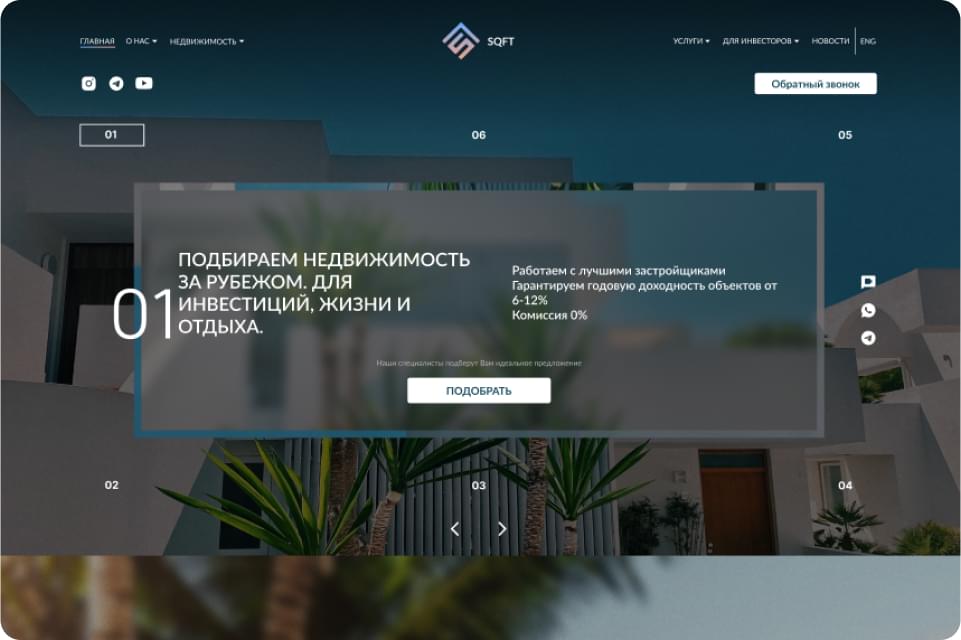 ГЛАВНАЯ О НАС НЕДВИЖИМОСТЬ SQFT УСЛУГИ ДЛЯ ИНВЕСТОРОВ НОВОСТИ ENG
Обратный звонок
01 06 05
01
ПОДБИРАЕМ НЕДВИЖИМОСТЬ
ЗА РУБЕЖОМ. ДЛЯ
ИНВЕСТИЦИЙ, ЖИЗНИ И
ОТДЫХА.
Работаем с лучшими застройщиками
Гарантируем годовую доходность объектов от
6-12%
Комиссия 0%
Наши специалисты подберут Вам идеальное предложение
ПОДОБРАТЬ
02 03 04